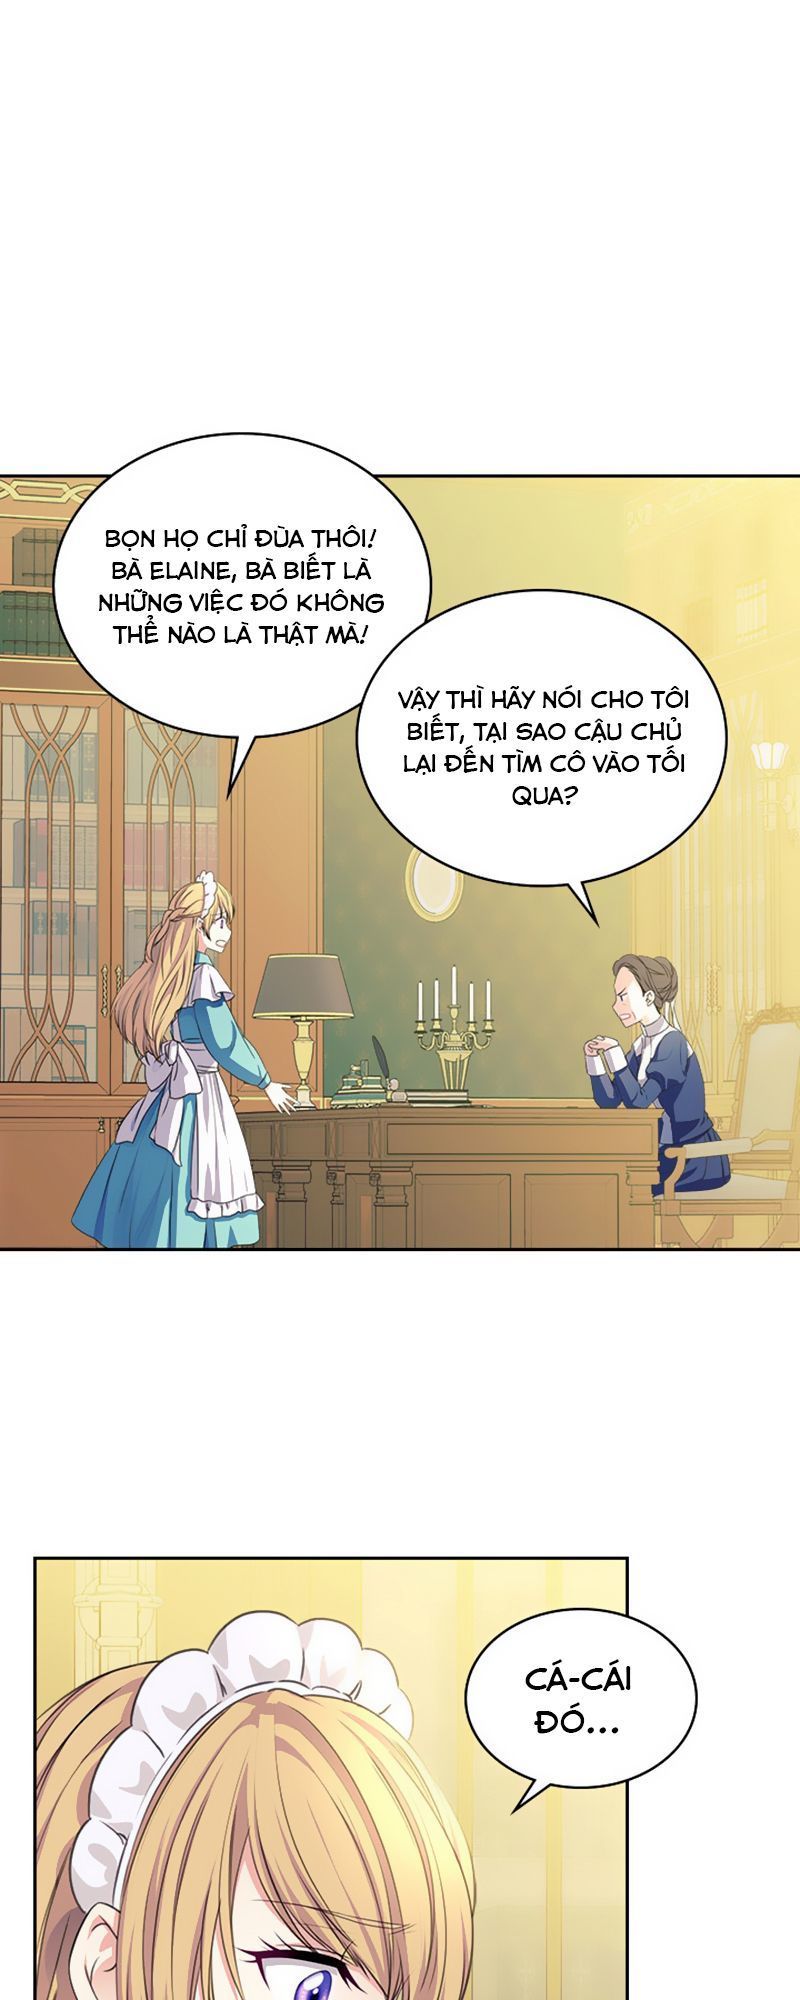 BỌN HỌ CHỈ ĐÙA THÔI!
BÀ ELAINE, BÀ BIẾT LÀ
NHỮNG VIỆC ĐÓ KHÔNG
THỂ NÀO LÀ THẬT MÀ!
VẬY THÌ HÃY NÓI CHO TÔI
BIẾT, TẠI SAO CẬU CHỦ
LẠI ĐẾN TÌM CÔ VÀO TỐI
QUA?
CÁ-CÁI
ĐÓ...